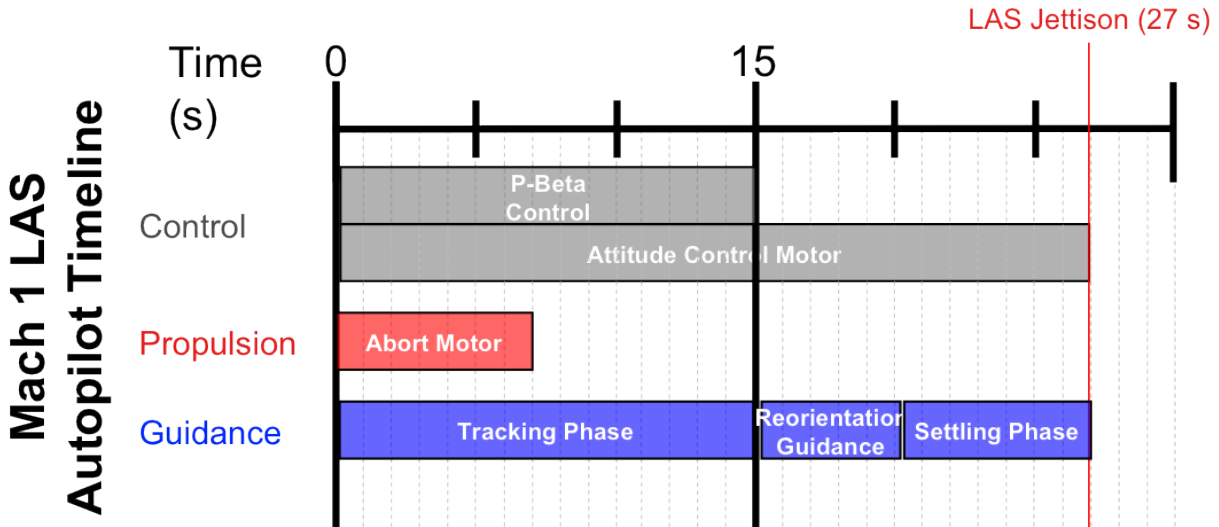 LAS Jettison (27 s)
Time
(s)
0
15
Mach 1 LAS
Autopilot Timeline
Control
P-Beta
Control
Attitude Control Motor
Propulsion
Abort Motor
Guidance
Tracking Phase
Reorientation
Guidance
Settling Phase